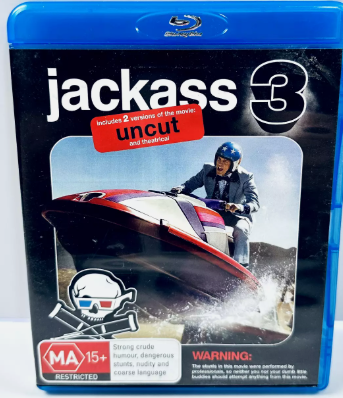 Blu-ray Disc
jackass 3
includes 2 versions of the movie:
uncut
and theatrical
MA 15+
RESTRICTED
Strong crude
humour, dangerous
stunts, nudity and
coarse language
WARNING:
The stunts in this movie were performed by
professionals, so neither you nor your dumb little
buddies should attempt anything from this movie.